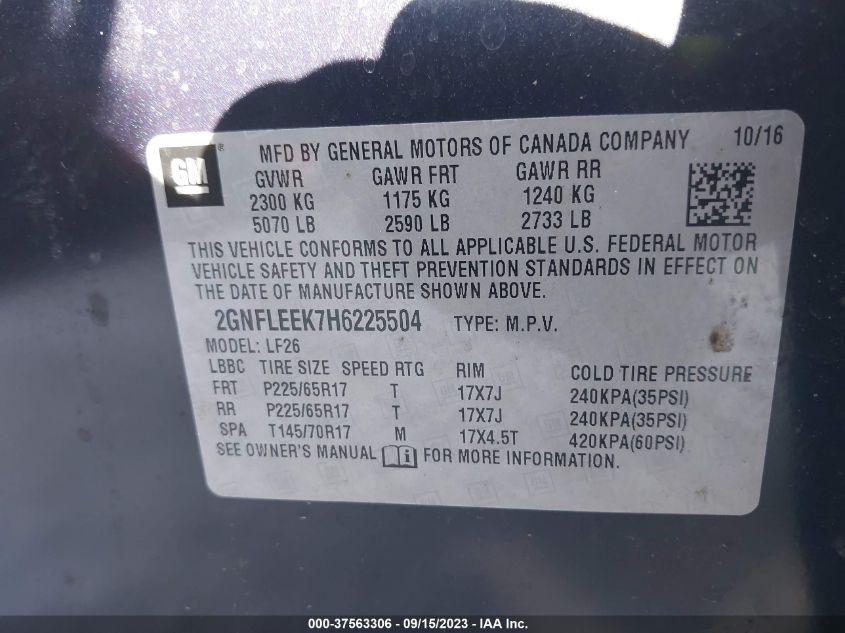 GM ® MFD BY GENERAL MOTORS OF CANADA COMPANY 10/16
GVWR GAWR FRT GAWR RR
2300 KG 1175 KG 1240 KG
5070 LB 2590 LB 2733 LB
THIS VEHICLE CONFORMS TO ALL APPLICABLE U.S. FEDERAL MOTOR
VEHICLE SAFETY AND THEFT PREVENTION STANDARDS IN EFFECT ON
THE DATE OF MANUFACTURE SHOWN ABOVE.
2GNFLEEK7H6225504 TYPE: M.P.V.
MODEL: LF26
LBBC TIRE SIZE SPEED RTG RIM COLD TIRE PRESSURE
FRT P225/65R17 T 17X7J 240KPA(35PSI)
RR P225/65R17 T 17X7J 240KPA(35PSI)
SPA T145/70R17 M 17X4.5T 420KPA(60PSI)
SEE OWNER'S MANUAL FOR MORE INFORMATION.
000-37563306 - 09/15/2023 - IAA Inc.